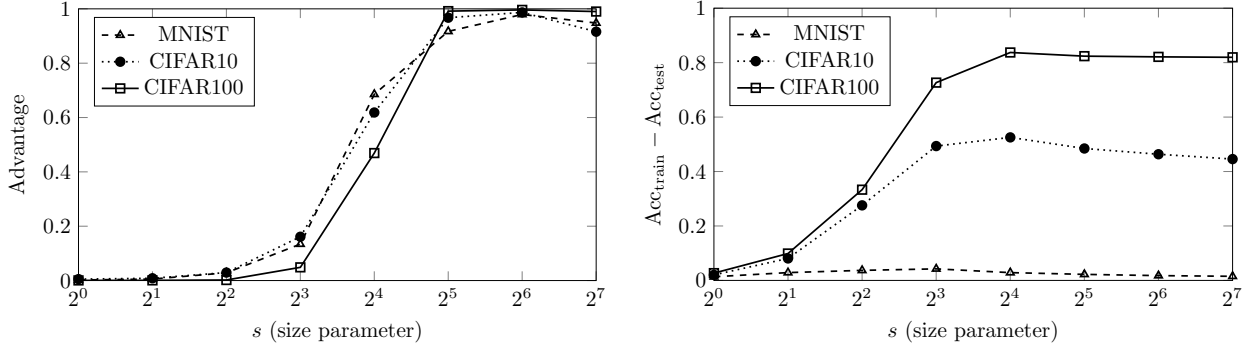 1
0.8
0.6
0.4
0.2
0
Advantage
MNIST
CIFAR10
CIFAR100
2^0 2^1 2^2 2^3 2^4 2^5 2^6 2^7
s (size parameter)
1
0.8
0.6
0.4
0.2
0
Acc_train − Acc_test
MNIST
CIFAR10
CIFAR100
2^0 2^1 2^2 2^3 2^4 2^5 2^6 2^7
s (size parameter)